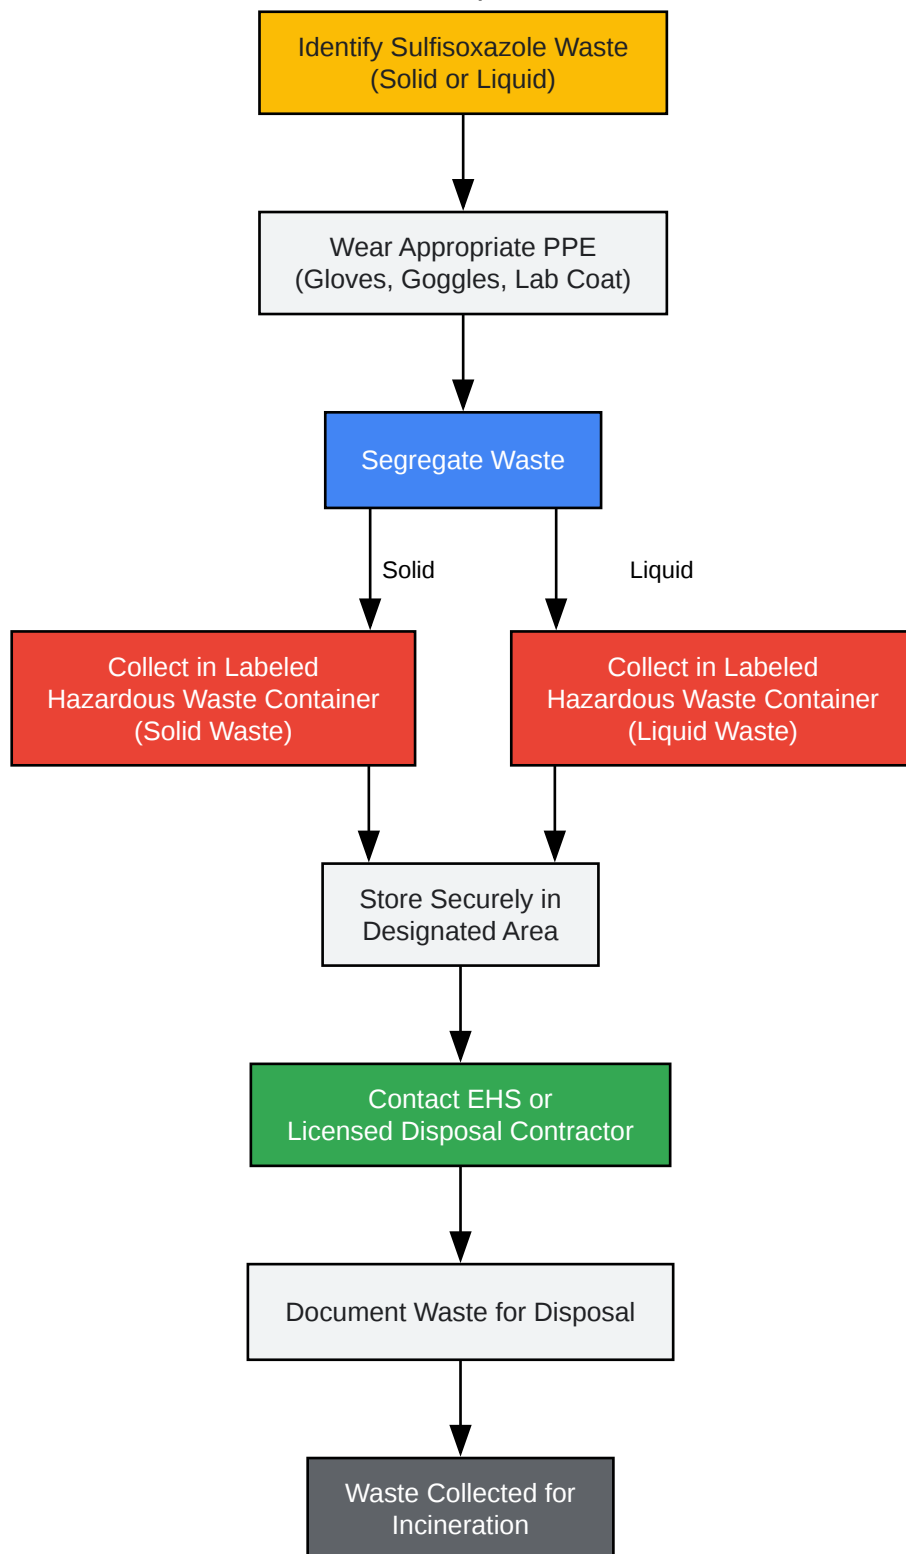 Identify Sulfisoxazole Waste
(Solid or Liquid)
Wear Appropriate PPE
(Gloves, Goggles, Lab Coat)
Segregate Waste
Solid
Liquid
Collect in Labeled
Hazardous Waste Container
(Solid Waste)
Collect in Labeled
Hazardous Waste Container
(Liquid Waste)
Store Securely in
Designated Area
Contact EHS or
Licensed Disposal Contractor
Document Waste for Disposal
Waste Collected for
Incineration